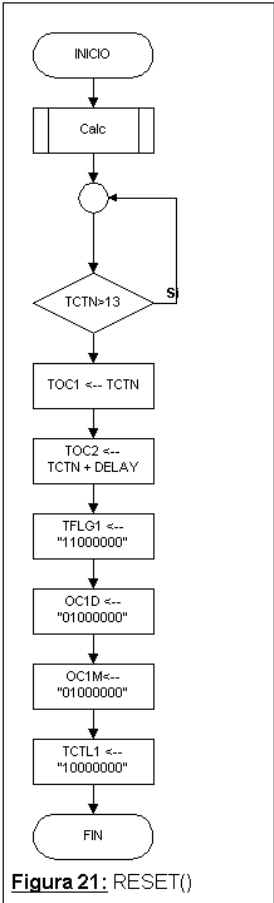 INICIO
Calc
TCTN>13
Si
TOC1 <-- TCTN
TOC2 <--
TCTN + DELAY
TFLG1 <--
"11000000"
OC1D <--
"01000000"
OC1M<--
"01000000"
TCTL1 <--
"10000000"
FIN
Figura 21: RESET()